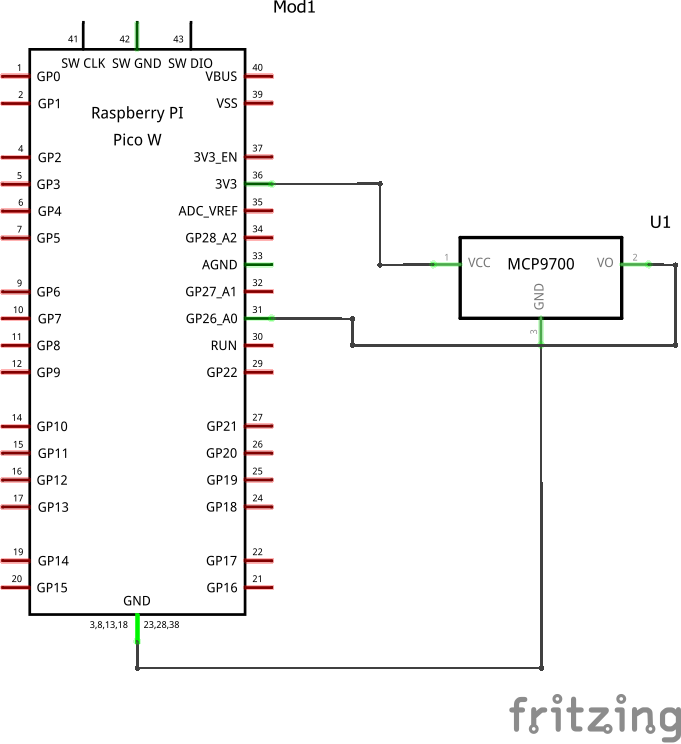 Mod1
41 42 43
SW CLK SW GND SW DIO
1 GP0 VBUS 40
2 GP1 VSS 39
Raspberry PI
Pico W
4 GP2 3V3_EN 37
5 GP3 3V3 36
6 GP4 ADC_VREF 35
7 GP5 GP28_A2 34
AGND 33
9 GP6 GP27_A1 32
10 GP7 GP26_A0 31
11 GP8 RUN 30
12 GP9 GP22 29
14 GP10 GP21 27
15 GP11 GP20 26
16 GP12 GP19 25
17 GP13 GP18 24
19 GP14 GP17 22
20 GP15 GP16 21
GND
3,8,13,18 23,28,38
U1
1 VCC MCP9700 VO 2
GND
3
fritzing